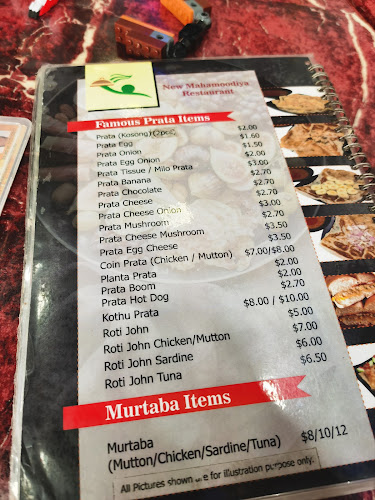 New Mahamoodiya
Restaurant
Famous Prata Items
Prata (Kosong)(2pcs) $2.00
Prata Egg $1.60
Prata Onion $1.50
Prata Egg Onion $2.00
Prata Tissue / Milo Prata $3.00
Prata Banana $2.70
Prata Chocolate $2.70
Prata Cheese $2.70
Prata Cheese Onion $3.00
Prata Mushroom $2.70
Prata Cheese Mushroom $3.50
Prata Egg Cheese $3.50
Coin Prata (Chicken / Mutton) $7.00/$8.00
Planta Prata $2.00
Prata Boom $2.00
Prata Hot Dog $2.70
Kothu Prata $8.00 / $10.00
Roti John $5.00
Roti John Chicken/Mutton $7.00
Roti John Sardine $6.00
Roti John Tuna $6.50
Murtaba Items
Murtaba
(Mutton/Chicken/Sardine/Tuna) $8/10/12
All Pictures shown are for illustration purpose only.